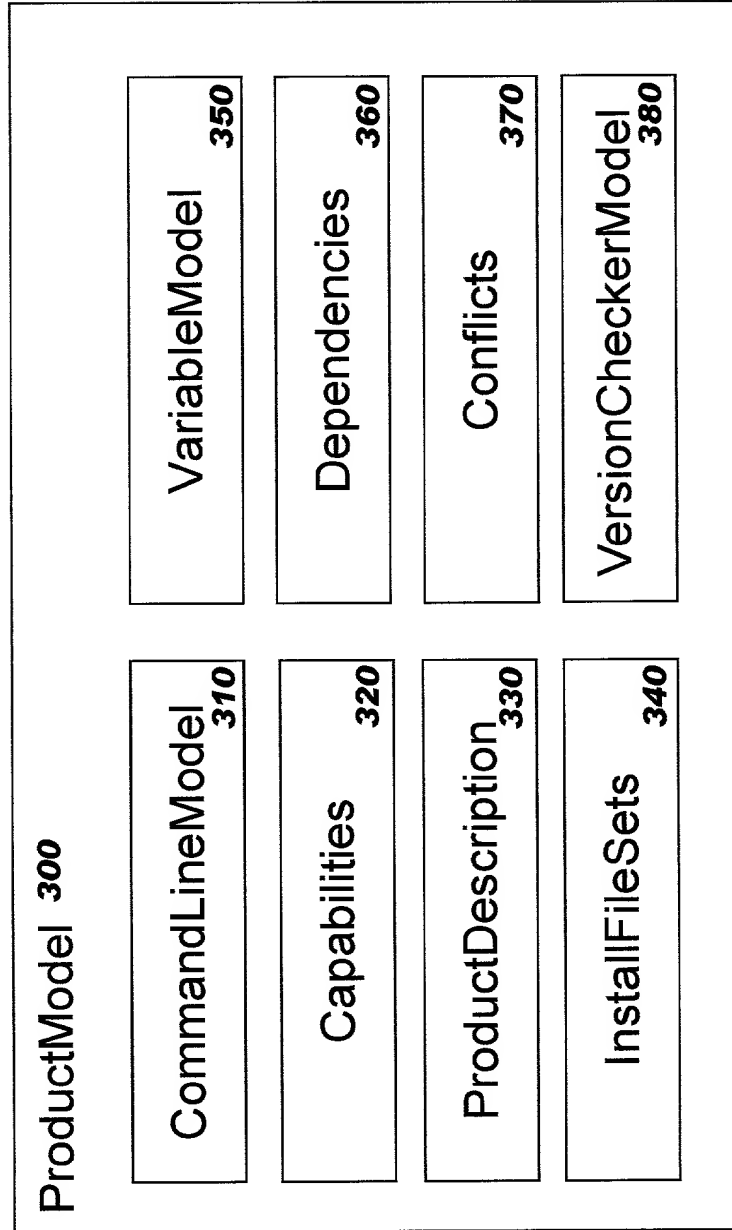 ProductModel 300
CommandLineModel
310
Capabilities
320
ProductDescription
330
InstallFileSets
340
VariableModel
350
Dependencies
360
Conflicts
370
VersionCheckerModel
380